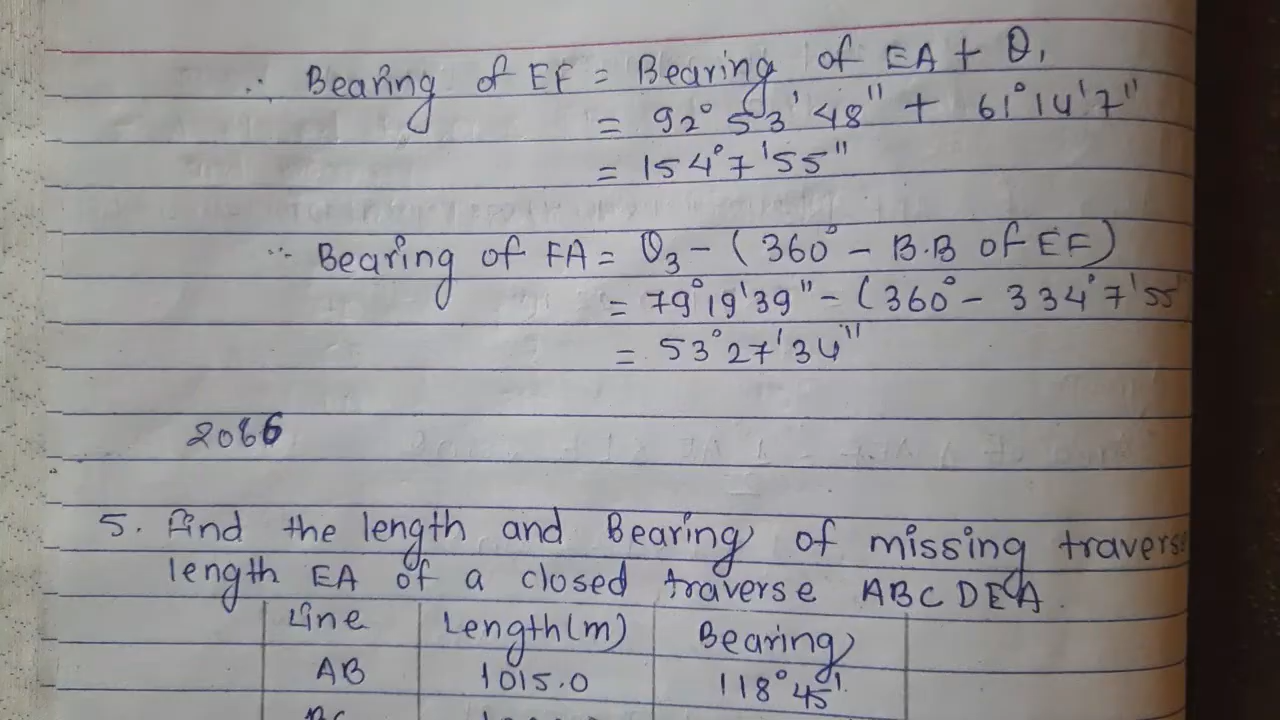 ∴ Bearing of EF = Bearing of EA + θ₁
= 92° 53' 48" + 61°14'7"
= 154°7'55"
∵ Bearing of FA = θ₃ - (360° - B.B of EF)
= 79°19'39" - (360° - 334°7'55
= 53°27'34"
2066
5. Find the length and Bearing of missing traverse
length EA of a closed traverse ABCDEA.
Line Length(m) Bearing
AB 1015.0 118°45'
BC